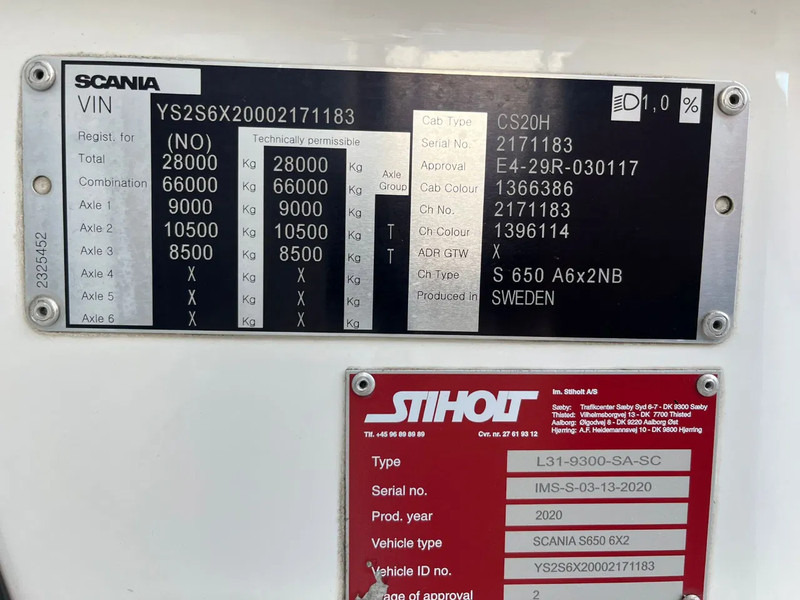 SCANIA
VIN YS2S6X20002171183
Regist. for (NO) Technically permissible
Total 28000 Kg 28000 Kg
Combination 66000 Kg 66000 Kg Axle Group
Axle 1 9000 Kg 9000 Kg
Axle 2 10500 Kg 10500 Kg T
Axle 3 8500 Kg 8500 Kg T
Axle 4 X Kg X Kg
Axle 5 X Kg X Kg
Axle 6 X Kg X Kg
2325452
1,0 %
Cab Type CS20H
Serial No. 2171183
Approval E4-29R-030117
Cab Colour 1366386
Ch No. 2171183
Ch Colour 1396114
ADR GTW X
Ch Type S 650 A6x2NB
Produced in SWEDEN
STIHOLT
Tlf. +45 96 89 89 89 Cvr. nr. 27 61 93 12
Im. Stiholt A/S
Sæby: Trafikcenter Sæby Syd 6-7 - DK 9300 Sæby
Thisted: Vilhelmsborgvej 13 - DK 7700 Thisted
Aalborg:Ølgodvej 8 - DK 9220 Aalborg Øst
Hjørring: A.F. Heidemannsvej 10 - DK 9800 Hjørring
Type L31-9300-SA-SC
Serial no. IMS-S-03-13-2020
Prod. year 2020
Vehicle type SCANIA S650 6X2
Vehicle ID no. YS2S6X20002171183
of approval 2